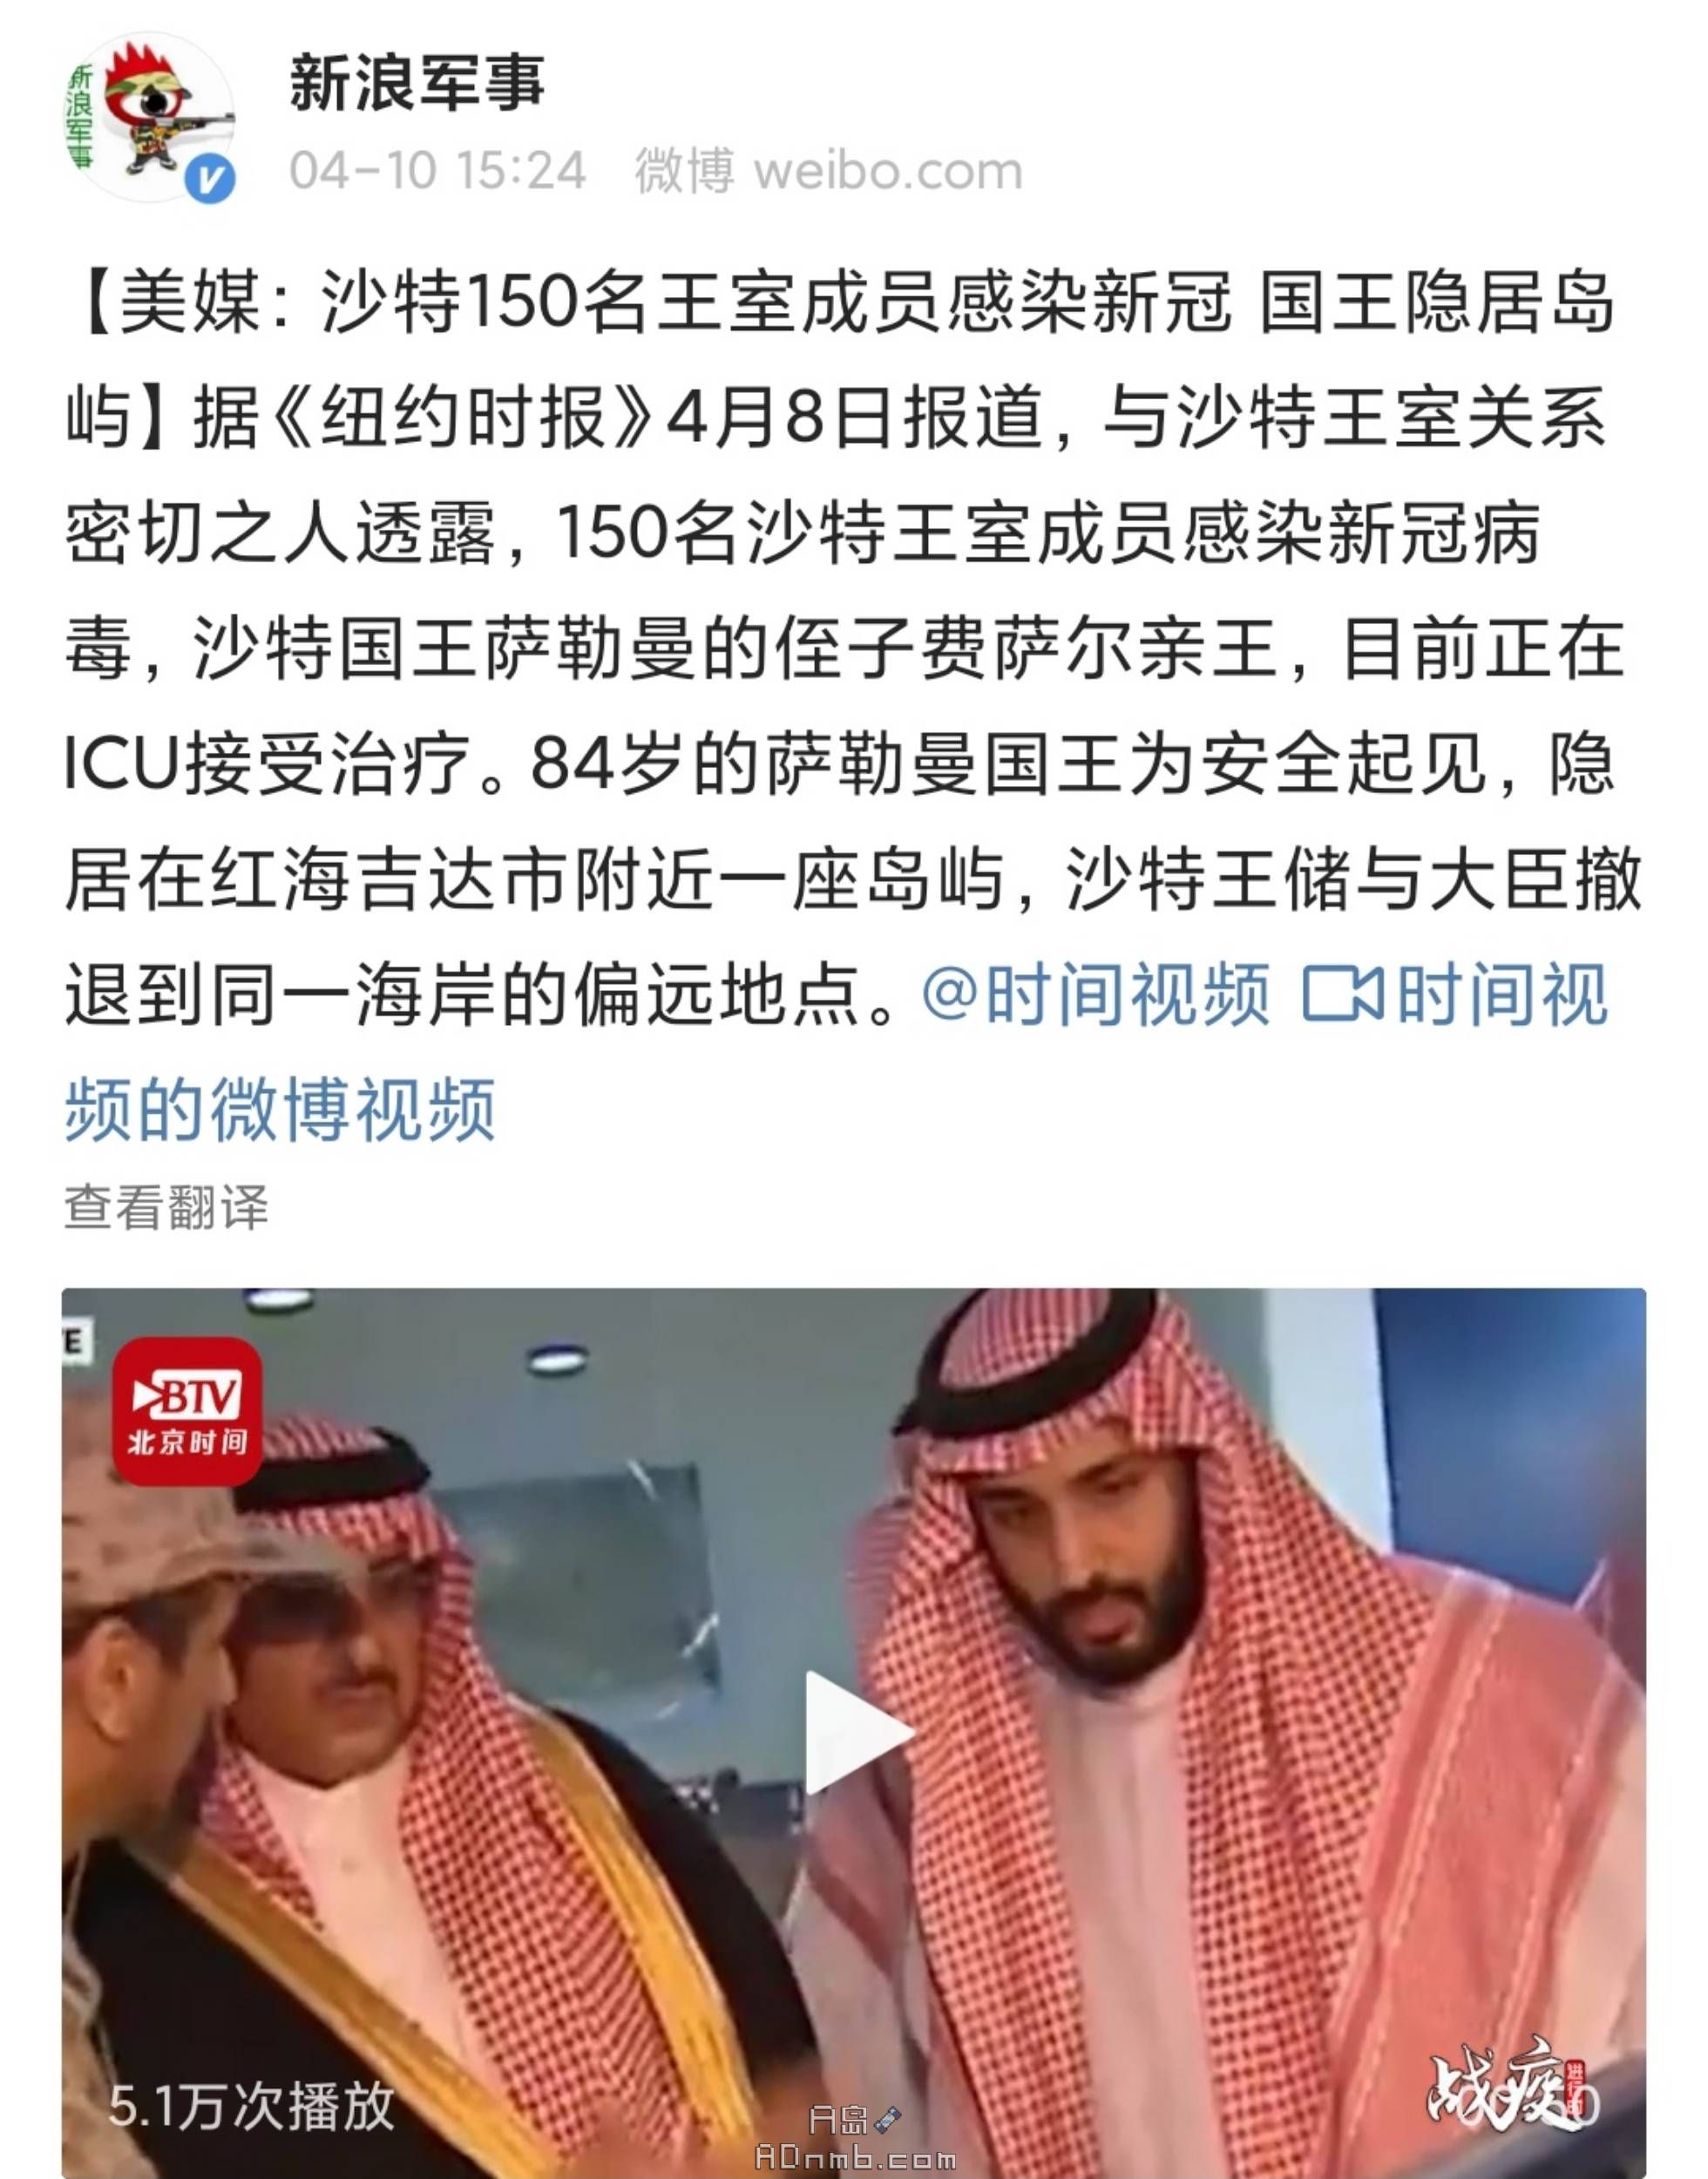 新浪军事
新浪军事
04-10 15:24 微博 weibo.com
【美媒：沙特150名王室成员感染新冠 国王隐居岛
屿】据《纽约时报》4月8日报道，与沙特王室关系
密切之人透露，150名沙特王室成员感染新冠病
毒，沙特国王萨勒曼的侄子费萨尔亲王，目前正在
ICU接受治疗。84岁的萨勒曼国王为安全起见，隐
居在红海吉达市附近一座岛屿，沙特王储与大臣撤
退到同一海岸的偏远地点。@时间视频 时间视
频的微博视频
查看翻译
E
BTV
北京时间
5.1万次播放
战疫
A岛
ADnmb.com